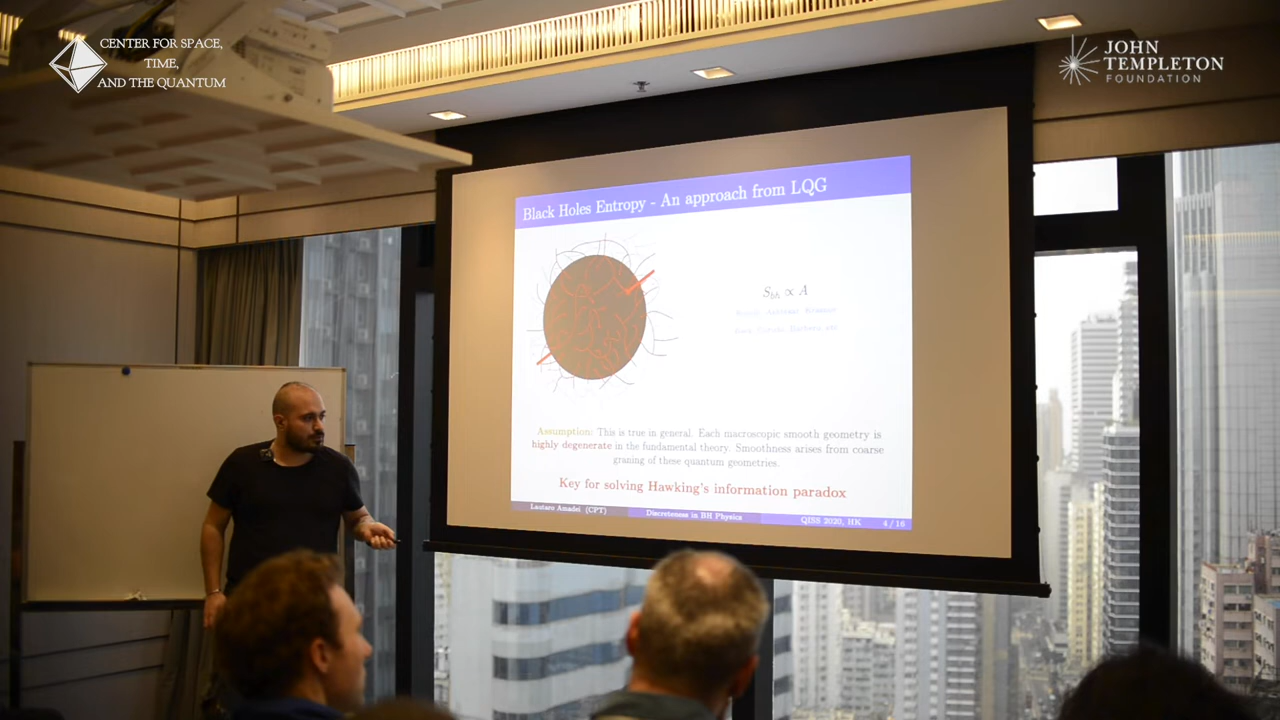 CENTER FOR SPACE,
TIME,
AND THE QUANTUM
JOHN
TEMPLETON
FOUNDATION
Black Holes Entropy - An approach from LQG
S_bh ∝ A
Assumption: This is true in general. Each macroscopic smooth geometry is
highly degenerate in the fundamental theory. Smoothness arises from coarse
graning of these quantum geometries.
Key for solving Hawking's information paradox
Lautaro Amadei (CPT) Discreteness in BH Physics QISS 2020, HK 4 / 16